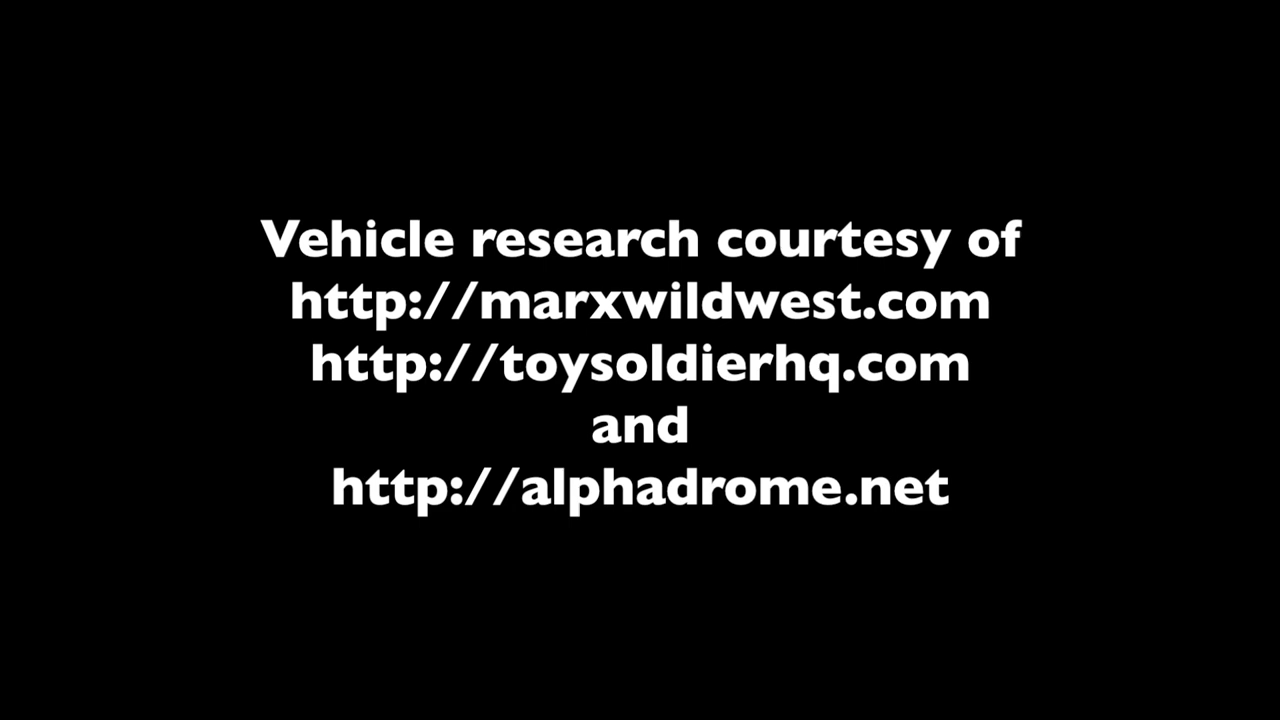 Vehicle research courtesy of
http://marxwildwest.com
http://toysoldierhq.com
and
http://alphadrome.net